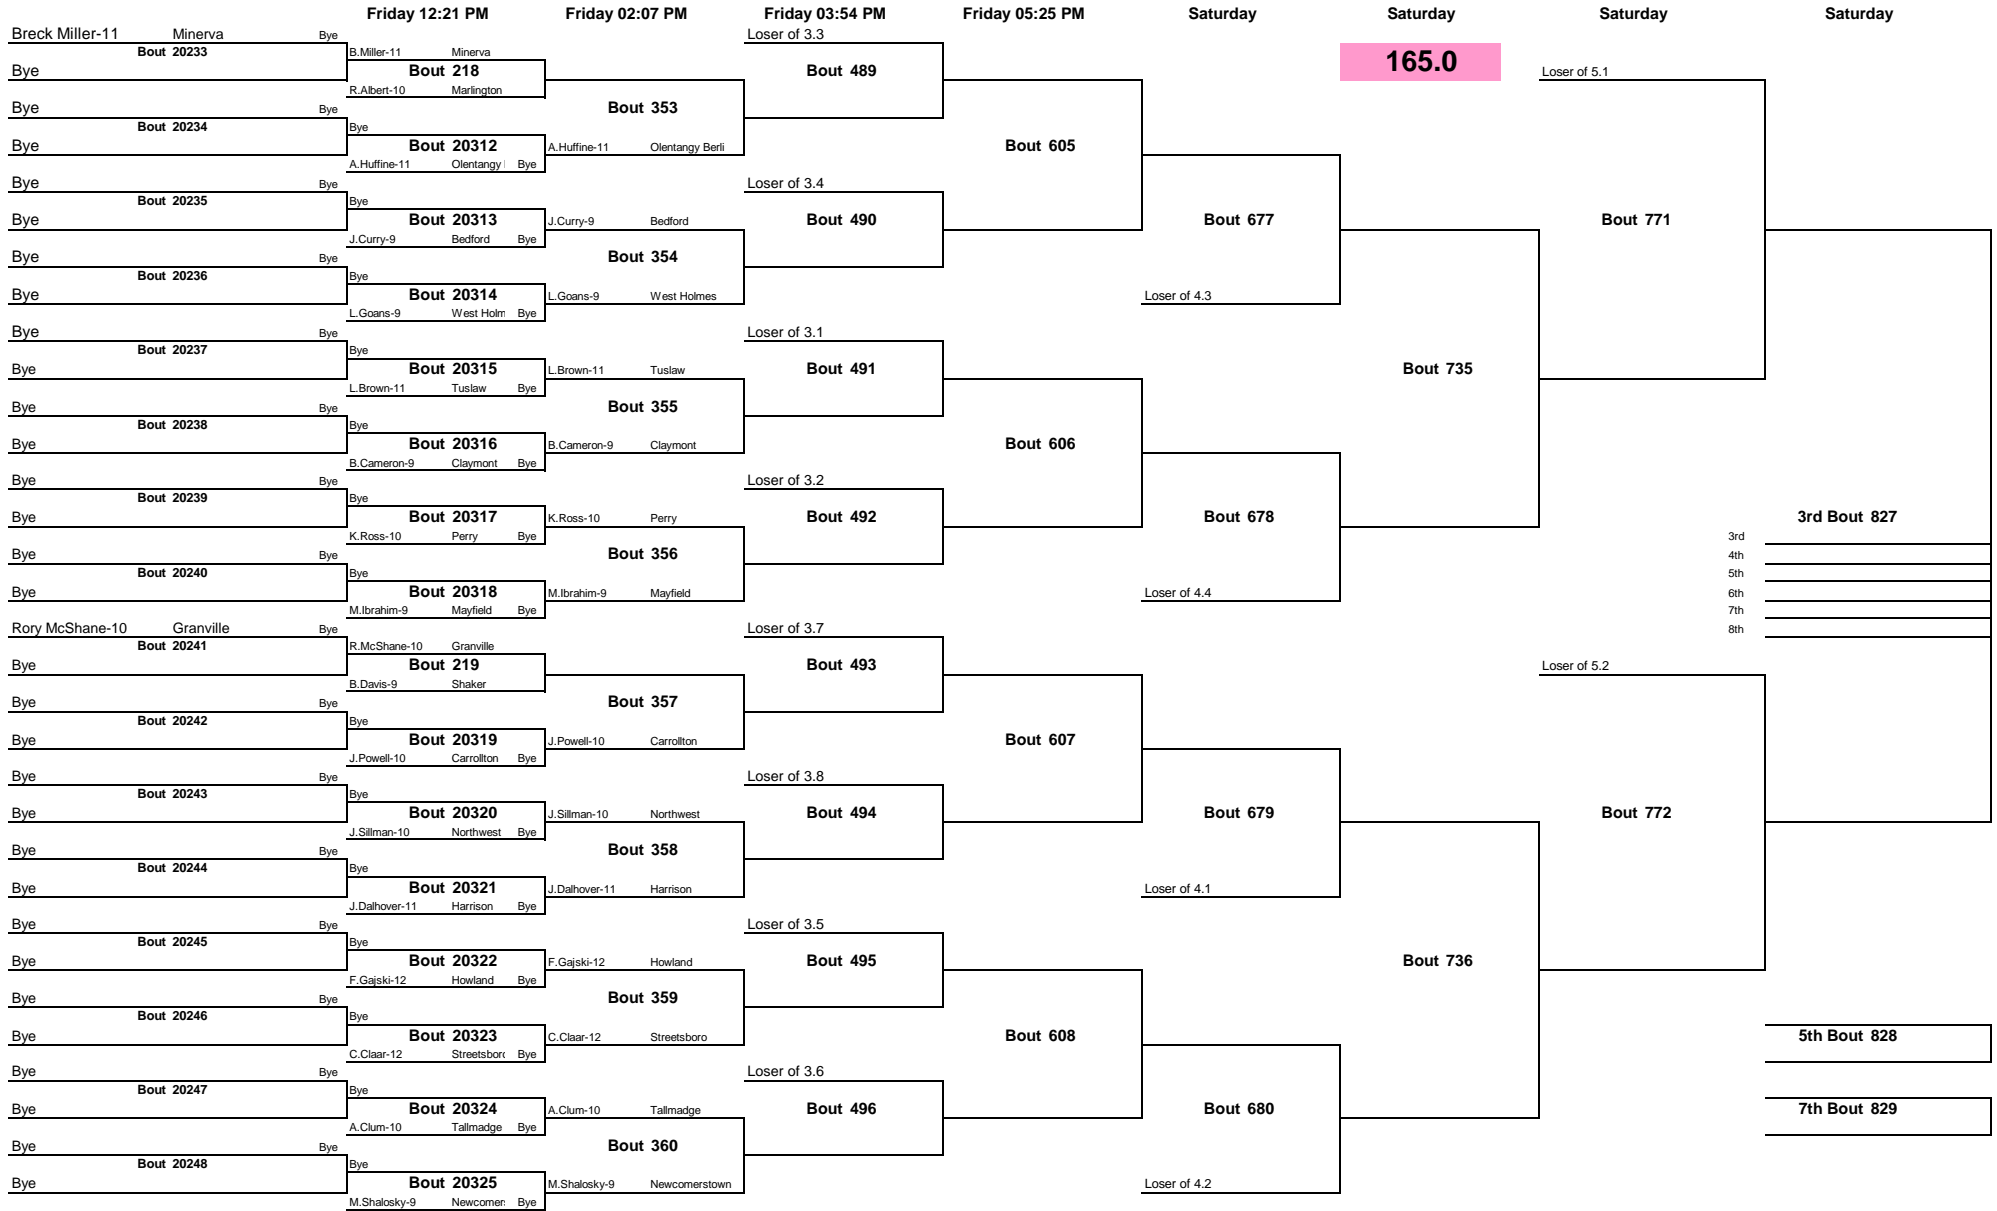 Friday 12:21 PM Friday 02:07 PM Friday 03:54 PM Friday 05:25 PM Saturday Saturday Saturday Saturday
165.0
Breck Miller-11 Minerva Bye
Bout 20233
Bye
Bye Bye
Bout 20234
Bye
Bye Bye
Bout 20235
Bye
Bye Bye
Bout 20236
Bye
Bye Bye
Bout 20237
Bye
Bye Bye
Bout 20238
Bye
Bye Bye
Bout 20239
Bye
Bye Bye
Bout 20240
Bye
Rory McShane-10 Granville Bye
Bout 20241
Bye
Bye Bye
Bout 20242
Bye
Bye Bye
Bout 20243
Bye
Bye Bye
Bout 20244
Bye
Bye Bye
Bout 20245
Bye
Bye Bye
Bout 20246
Bye
Bye Bye
Bout 20247
Bye
Bye Bye
Bout 20248
Bye
B.Miller-11 Minerva
Bout 218
R.Albert-10 Marlington
Bye
Bout 20312
A.Huffine-11 Olentangy Bye
Bye
Bout 20313
J.Curry-9 Bedford Bye
Bye
Bout 20314
L.Goans-9 West Holm Bye
Bye
Bout 20315
L.Brown-11 Tuslaw Bye
Bye
Bout 20316
B.Cameron-9 Claymont Bye
Bye
Bout 20317
K.Ross-10 Perry Bye
Bye
Bout 20318
M.Ibrahim-9 Mayfield Bye
R.McShane-10 Granville
Bout 219
B.Davis-9 Shaker
Bye
Bout 20319
J.Powell-10 Carrollton Bye
Bye
Bout 20320
J.Sillman-10 Northwest Bye
Bye
Bout 20321
J.Dalhover-11 Harrison Bye
Bye
Bout 20322
F.Gajski-12 Howland Bye
Bye
Bout 20323
C.Claar-12 Streetsboro Bye
Bye
Bout 20324
A.Clum-10 Tallmadge Bye
Bye
Bout 20325
M.Shalosky-9 Newcomers Bye
Bout 353
A.Huffine-11 Olentangy Berli
J.Curry-9 Bedford
Bout 354
L.Goans-9 West Holmes
L.Brown-11 Tuslaw
Bout 355
B.Cameron-9 Claymont
K.Ross-10 Perry
Bout 356
M.Ibrahim-9 Mayfield
Bout 357
J.Powell-10 Carrollton
J.Sillman-10 Northwest
Bout 358
J.Dalhover-11 Harrison
F.Gajski-12 Howland
Bout 359
C.Claar-12 Streetsboro
A.Clum-10 Tallmadge
Bout 360
M.Shalosky-9 Newcomerstown
Loser of 3.3
Bout 489
Loser of 3.4
Bout 490
Loser of 3.1
Bout 491
Loser of 3.2
Bout 492
Loser of 3.7
Bout 493
Loser of 3.8
Bout 494
Loser of 3.5
Bout 495
Loser of 3.6
Bout 496
Bout 605
Bout 606
Bout 607
Bout 608
Bout 677
Loser of 4.3
Bout 678
Loser of 4.4
Bout 679
Loser of 4.1
Bout 680
Loser of 4.2
Bout 735
Bout 736
Loser of 5.1
Bout 771
Loser of 5.2
Bout 772
3rd Bout 827
3rd
4th
5th
6th
7th
8th
5th Bout 828
7th Bout 829